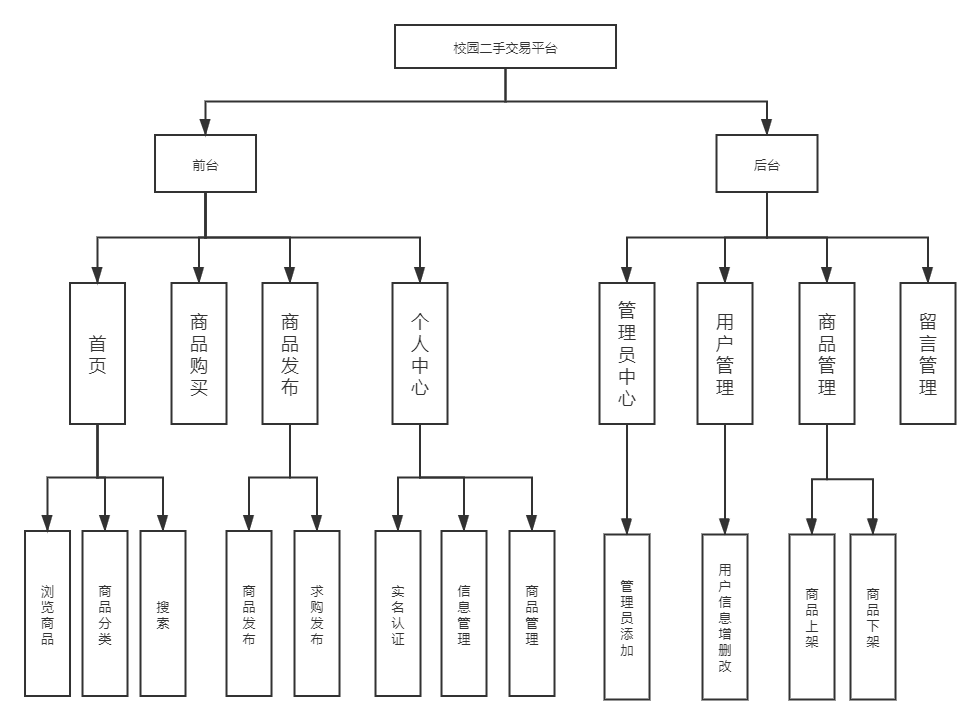 校园二手交易平台
前台
后台
首页
商品购买
商品发布
个人中心
管理员中心
用户管理
商品管理
留言管理
浏览商品
商品分类
搜索
商品发布
求购发布
实名认证
信息管理
商品管理
管理员添加
用户信息增删改
商品上架
商品下架